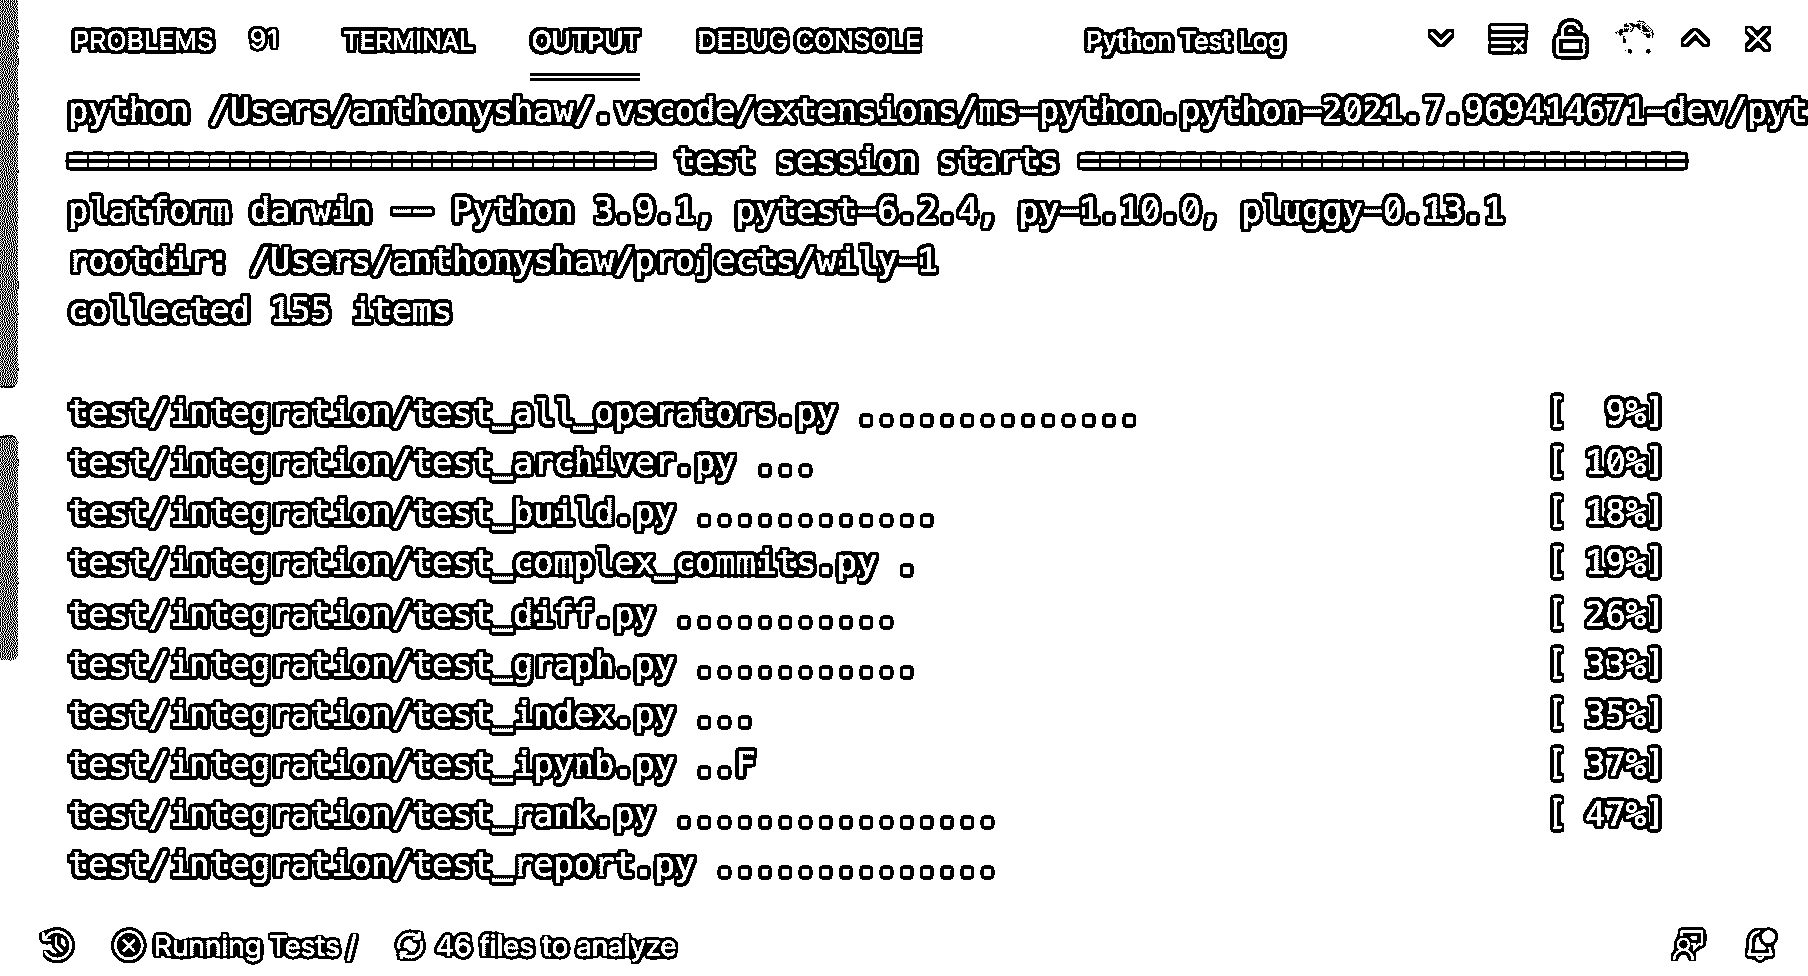 PROBLEMS 91 TERMINAL OUTPUT DEBUG CONSOLE Python Test Log
python /Users/anthonyshaw/.vscode/extensions/ms-python.python-2021.7.969414671-dev/pyt
============================= test session starts ==============================
platform darwin -- Python 3.9.1, pytest-6.2.4, py-1.10.0, pluggy-0.13.1
rootdir: /Users/anthonyshaw/projects/wily-1
collected 155 items
test/integration/test_all_operators.py .............. [  9%]
test/integration/test_archiver.py ... [ 10%]
test/integration/test_build.py ............ [ 18%]
test/integration/test_complex_commits.py . [ 19%]
test/integration/test_diff.py ........... [ 26%]
test/integration/test_graph.py ........... [ 33%]
test/integration/test_index.py ... [ 35%]
test/integration/test_ipynb.py ..F [ 37%]
test/integration/test_rank.py ................ [ 47%]
test/integration/test_report.py ..............
Running Tests / 46 files to analyze